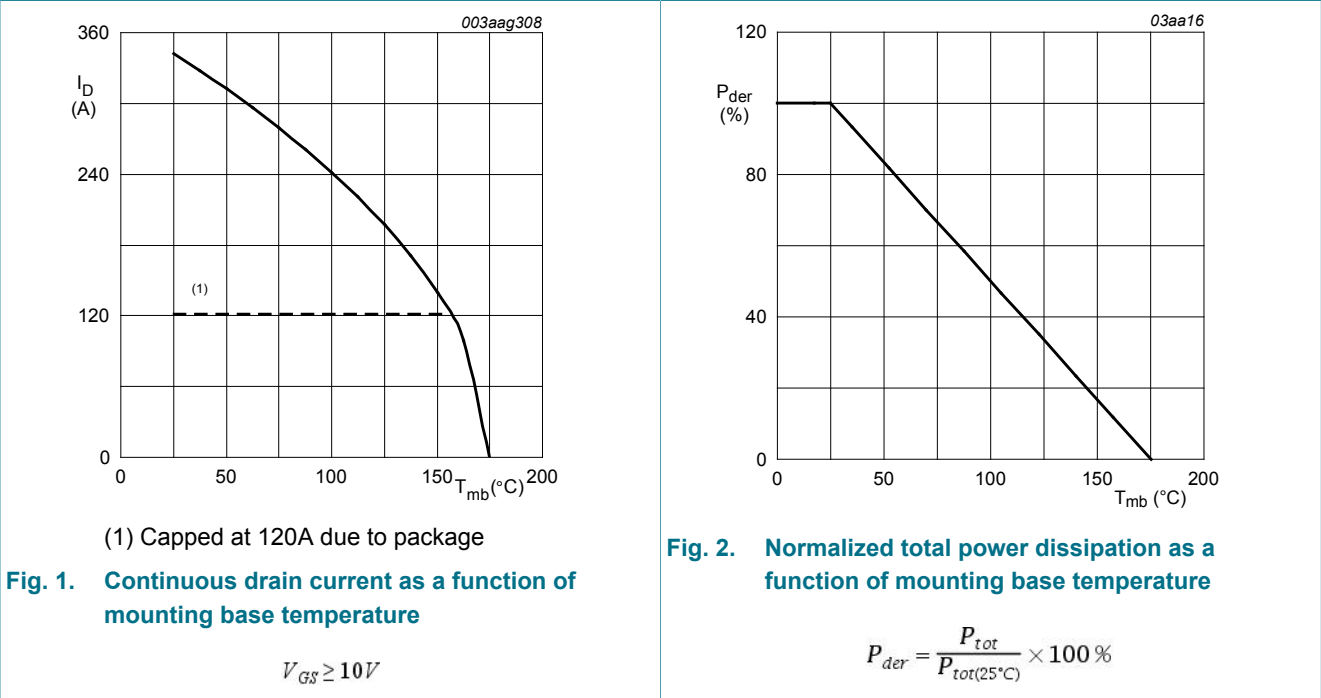 003aag308
360
240
120
0
I_D
(A)
(1)
0
50
100
150
T_mb(°C)
200
(1) Capped at 120A due to package
Fig. 1. Continuous drain current as a function of
mounting base temperature
V_GS ≥ 10V
03aa16
120
80
40
0
P_der
(%)
0
50
100
150
200
T_mb (°C)
Fig. 2. Normalized total power dissipation as a
function of mounting base temperature
P_der = P_tot / P_tot(25°C) × 100 %